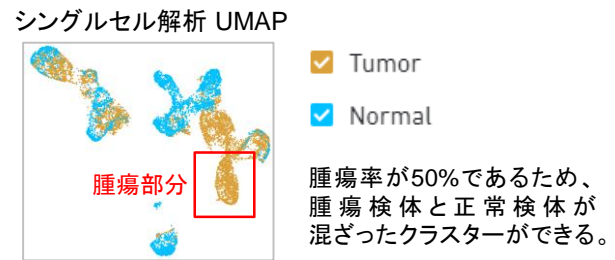 シングルセル解析 UMAP
Tumor
Normal
腫瘍部分
腫瘍率が50%であるため、
腫瘍検体と正常検体が
混ざったクラスターができる。